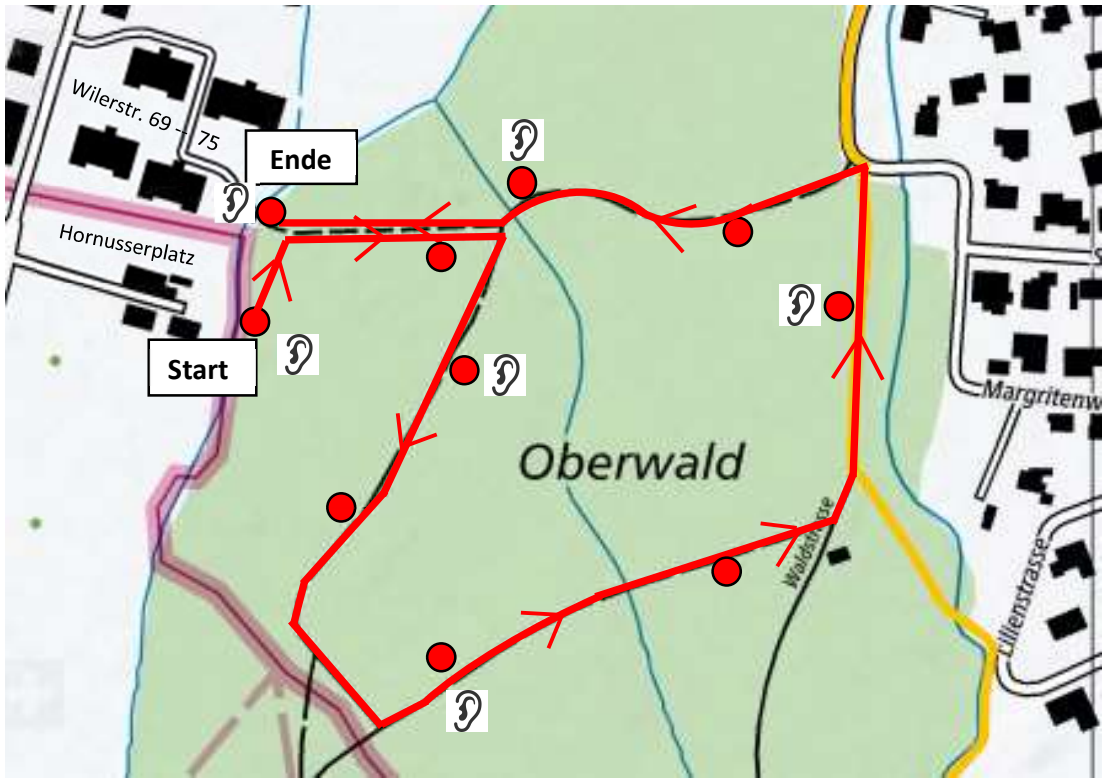 Wilerstr. 69 – 75
Ende
Hornusserplatz
Start
Margritenw
Oberwald
Waldstrasse
Lilienstrasse
S